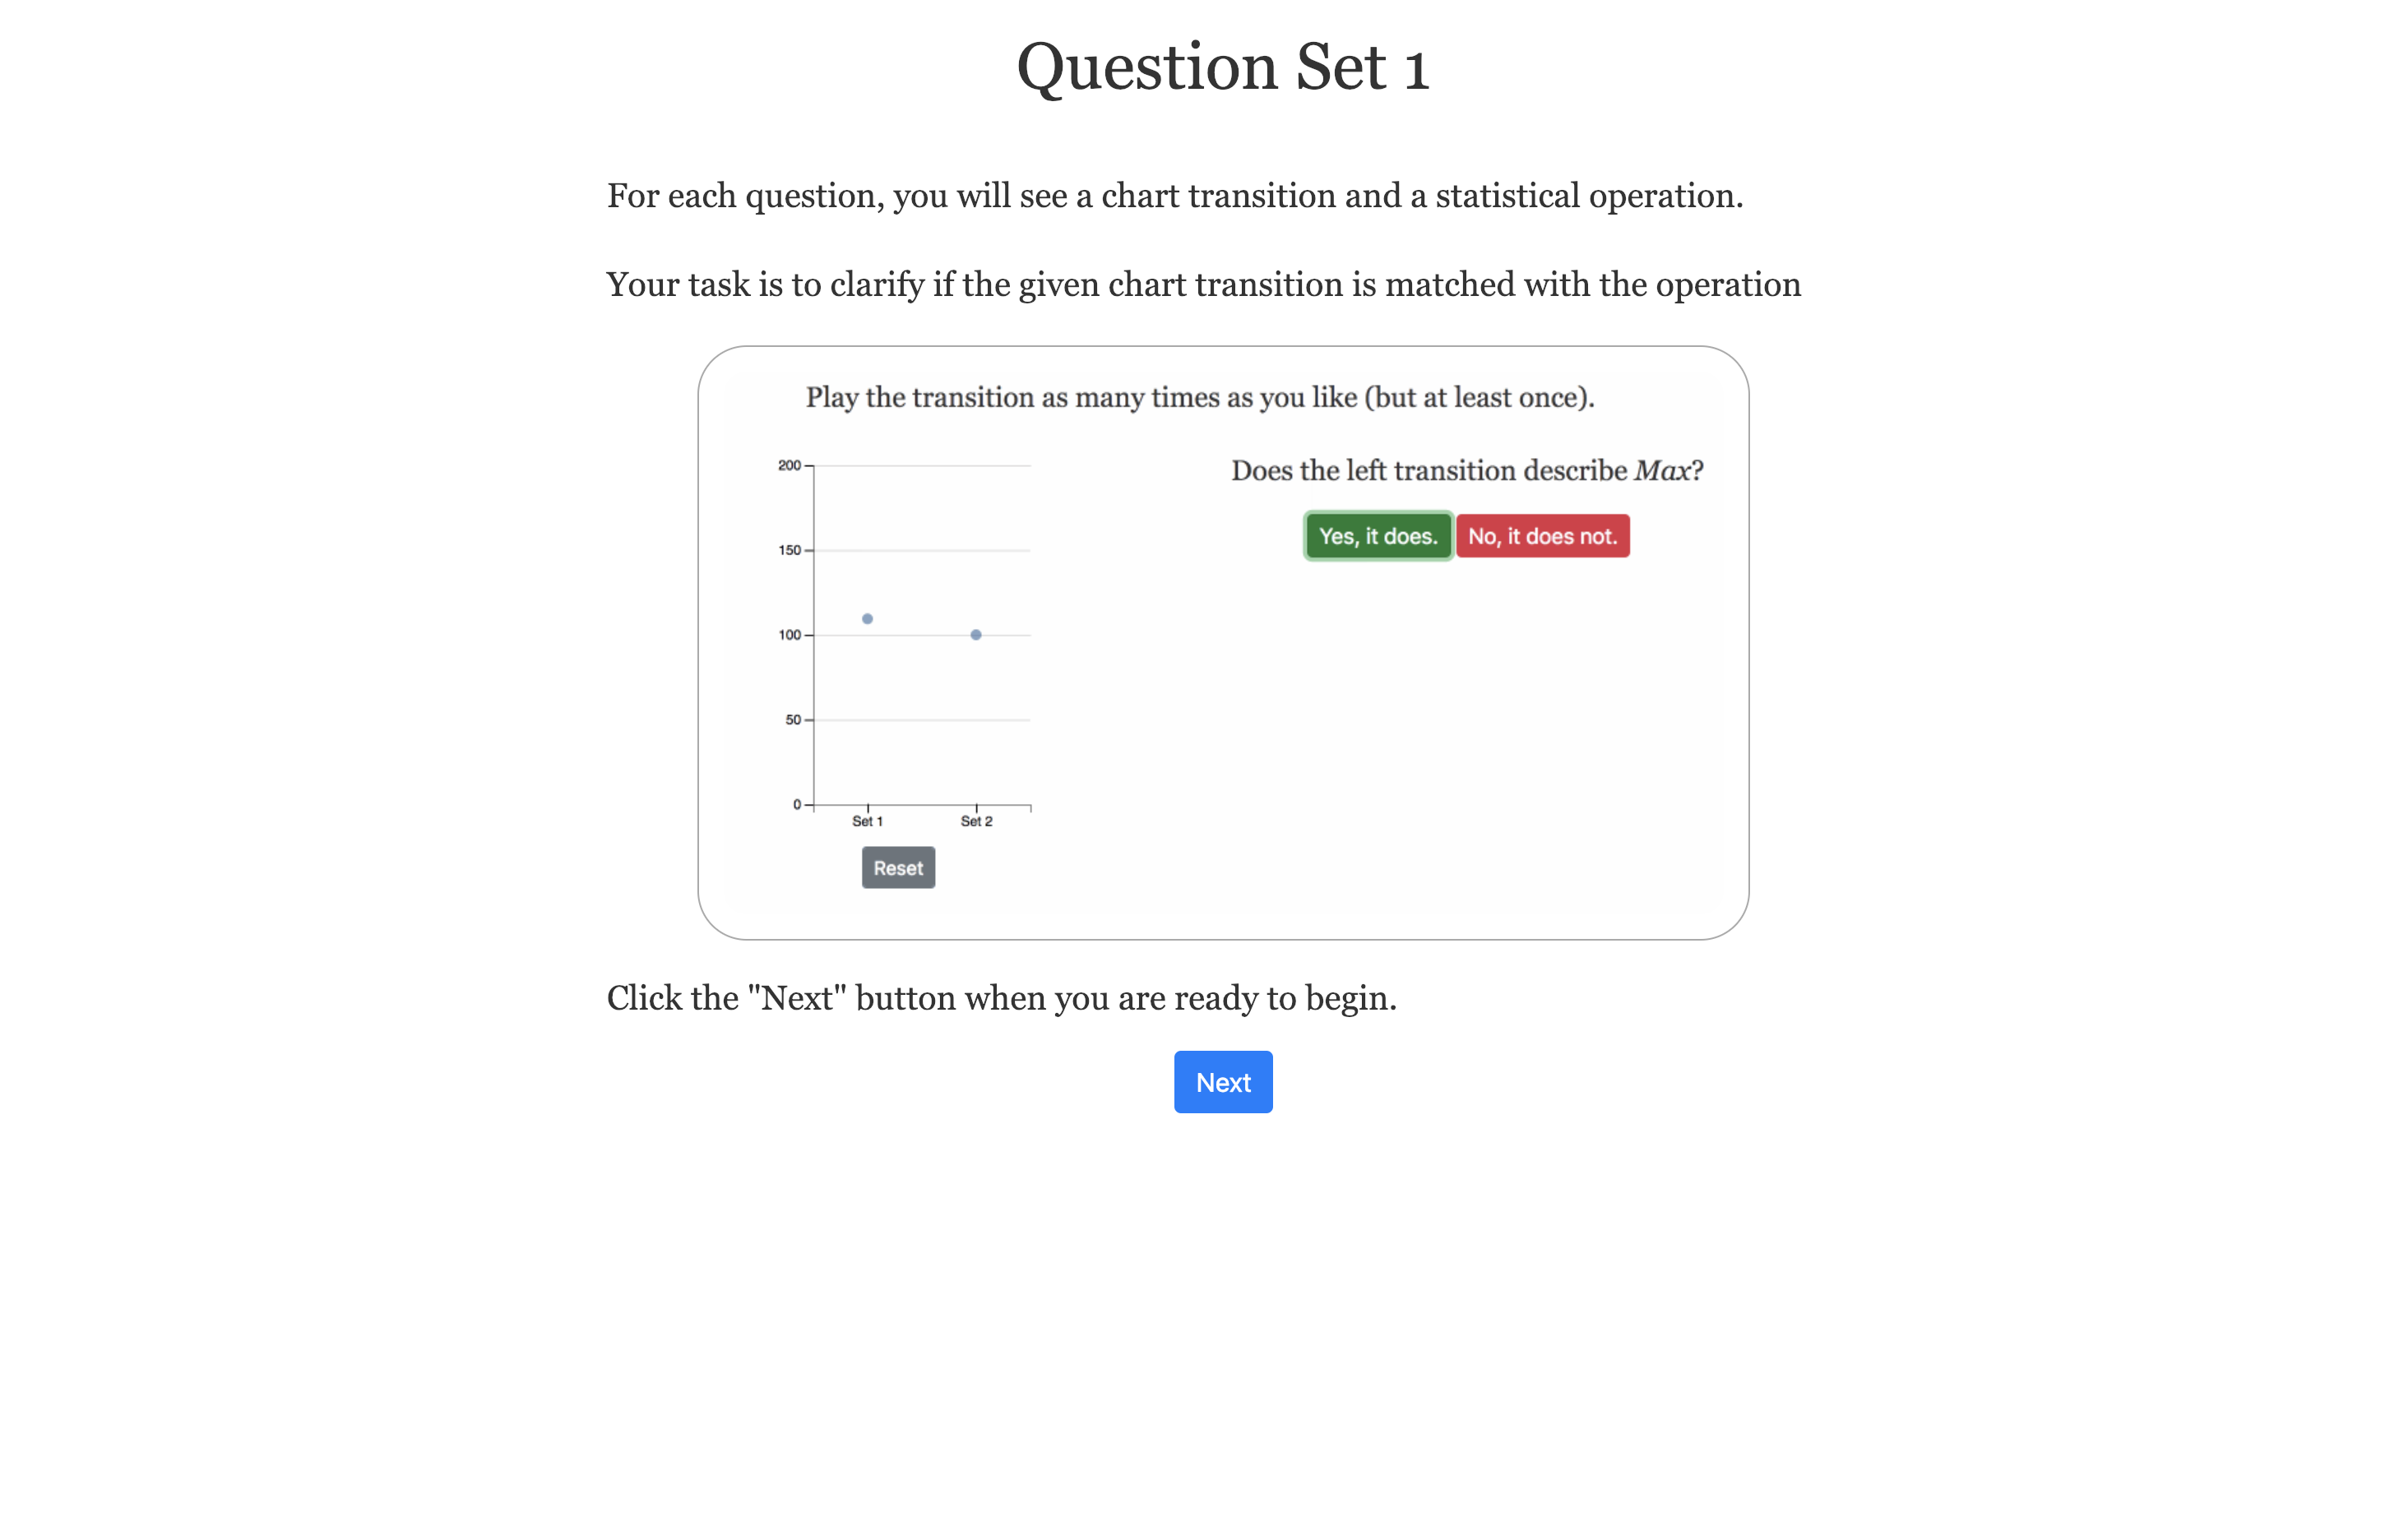 Question Set 1
For each question, you will see a chart transition and a statistical operation.
Your task is to clarify if the given chart transition is matched with the operation
Play the transition as many times as you like (but at least once).
200
150
100
50
0
Set 1
Set 2
Reset
Does the left transition describe Max?
Yes, it does.
No, it does not.
Click the "Next" button when you are ready to begin.
Next